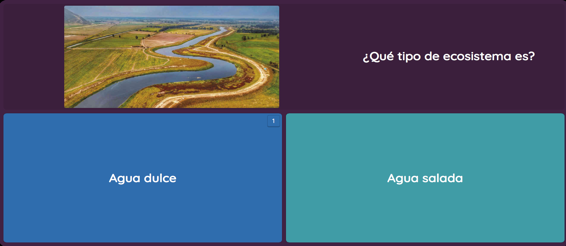 ¿Qué tipo de ecosistema es?
1
Agua dulce
Agua salada